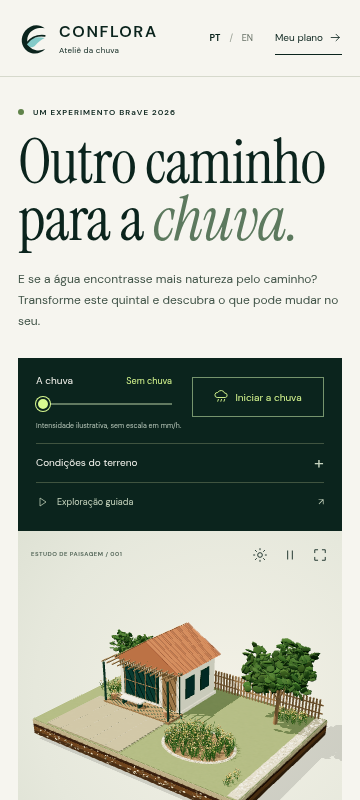 CONFLORA
Ateliê da chuva
PT / EN
Meu plano →
UM EXPERIMENTO BRaVE 2026
Outro caminho
para a chuva.
E se a água encontrasse mais natureza pelo caminho?
Transforme este quintal e descubra o que pode mudar no
seu.
A chuva
Sem chuva
Intensidade ilustrativa, sem escala em mm/h.
Iniciar a chuva
Condições do terreno +
Exploração guiada
ESTUDO DE PAISAGEM / 001